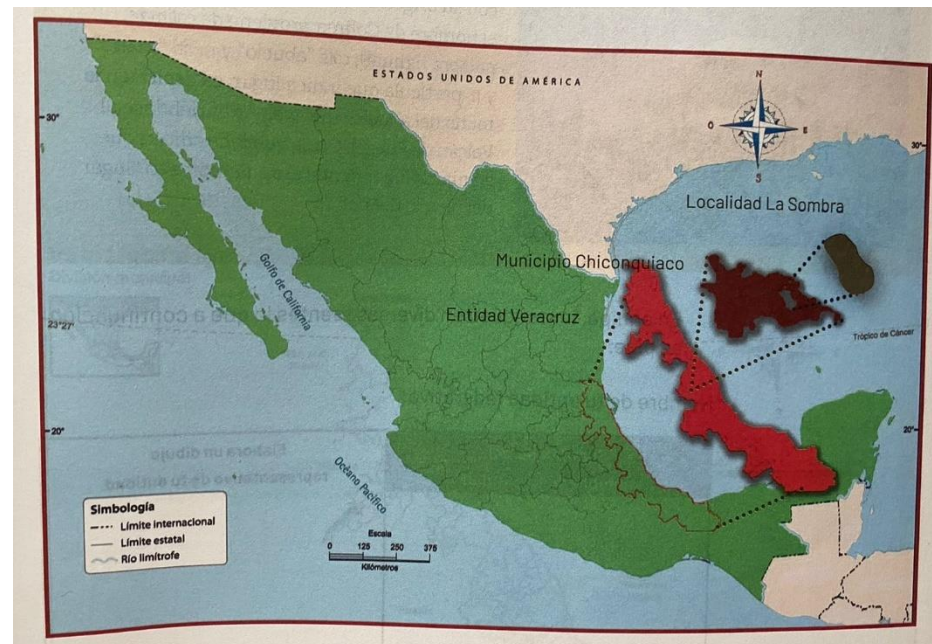 ESTADOS UNIDOS DE AMÉRICA
N
O
E
S
30°
30°
Localidad La Sombra
Municipio Chiconquiaco
Entidad Veracruz
Golfo de California
23°27'
Trópico de Cáncer
20°
20°
Océano Pacífico
Simbología
Límite internacional
Límite estatal
Río limítrofe
Escala
0 125 250 375
Kilómetros